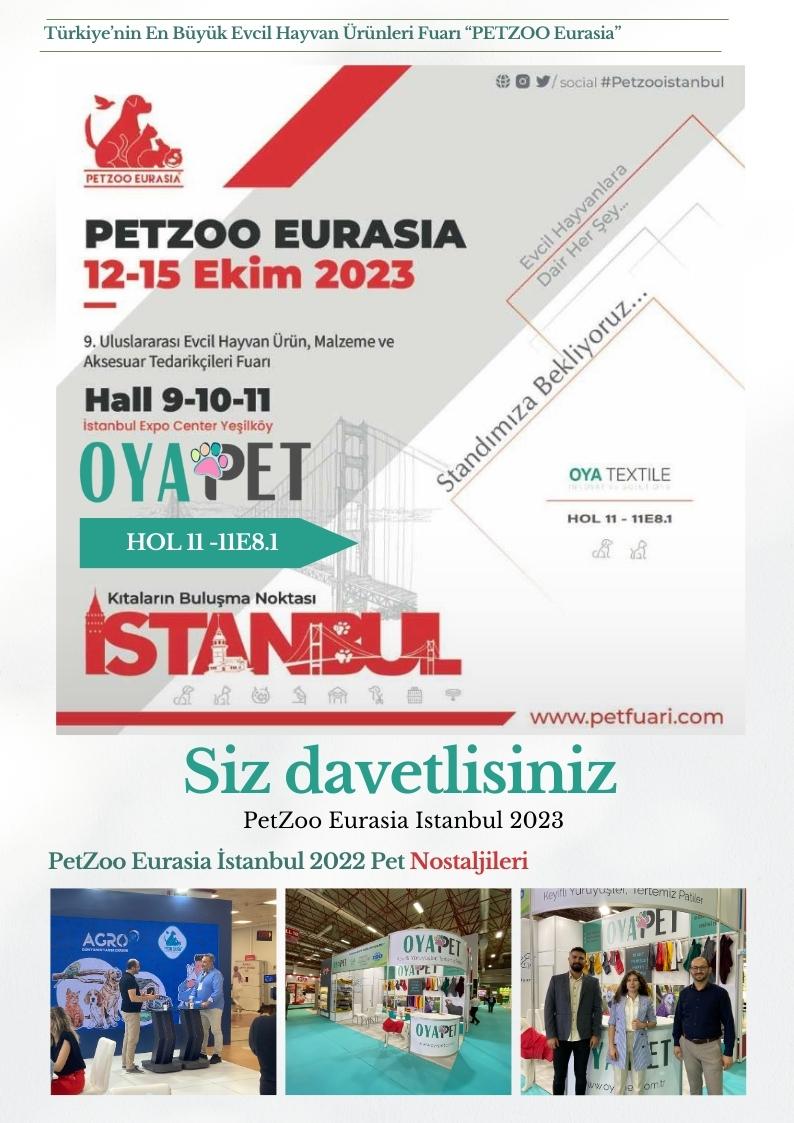 Türkiye'nin En Büyük Evcil Hayvan Ürünleri Fuarı “PETZOO Eurasia”
/ social #Petzooistanbul
PETZOO EURASIA
PETZOO EURASIA
12-15 Ekim 2023
Evcil Hayvanlara
Dair Her Şey...
9. Uluslararası Evcil Hayvan Ürün, Malzeme ve
Aksesuar Tedarikçileri Fuarı
Hall 9-10-11
İstanbul Expo Center Yeşilköy
OYA PET
HOL 11 -11E8.1
Standımıza Bekliyoruz...
OYA TEXTILE
HOL 11 - 11E8.1
Kıtaların Buluşma Noktası
İSTANBUL
www.petfuari.com
Siz davetlisiniz
PetZoo Eurasia Istanbul 2023
PetZoo Eurasia İstanbul 2022 Pet Nostaljileri
AGRO
OYA PET
OYA PET
OYA PET
Keyifli Yürüyüşler, Tertemiz Patiler
OYA PET